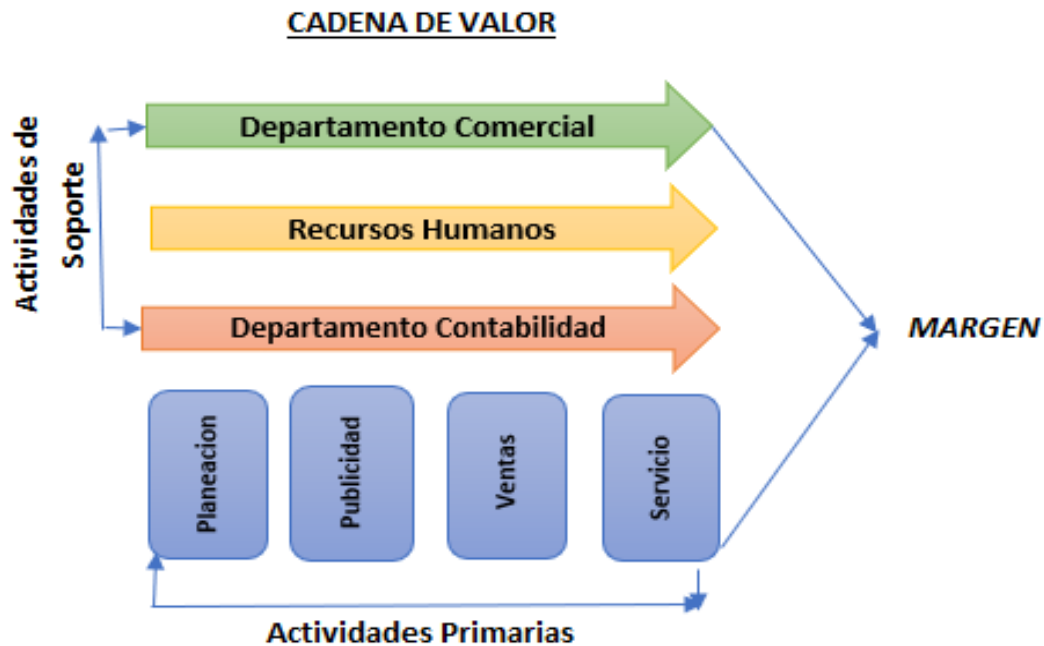 CADENA DE VALOR
Actividades de
Soporte
Departamento Comercial
Recursos Humanos
Departamento Contabilidad
MARGEN
Planeacion
Publicidad
Ventas
Servicio
Actividades Primarias